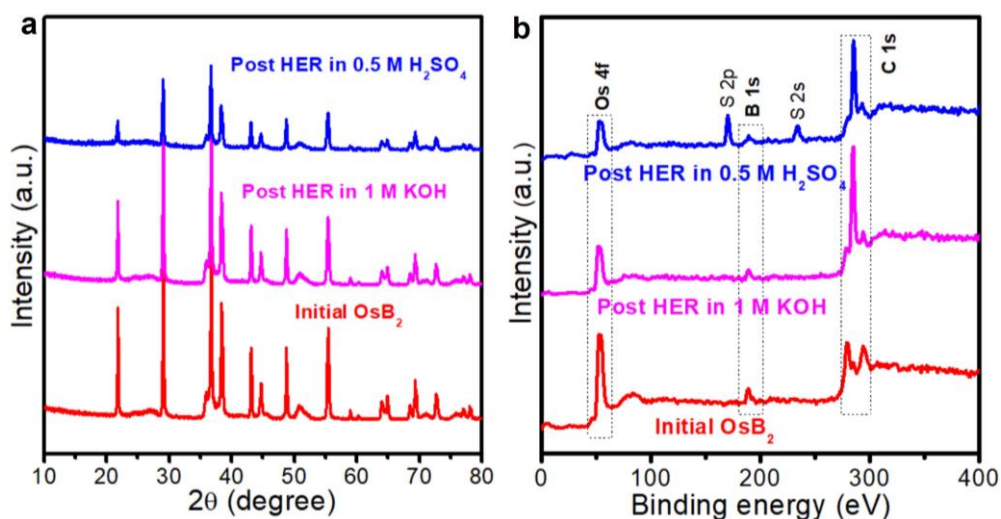 a
Post HER in 0.5 M H₂SO₄
Post HER in 1 M KOH
Initial OsB₂
Intensity (a.u.)
10 20 30 40 50 60 70 80
2θ (degree)
b
Os 4f
S 2p
B 1s
S 2s
C 1s
Post HER in 0.5 M H₂SO₄
Post HER in 1 M KOH
Initial OsB₂
Intensity (a.u.)
0 100 200 300 400
Binding energy (eV)